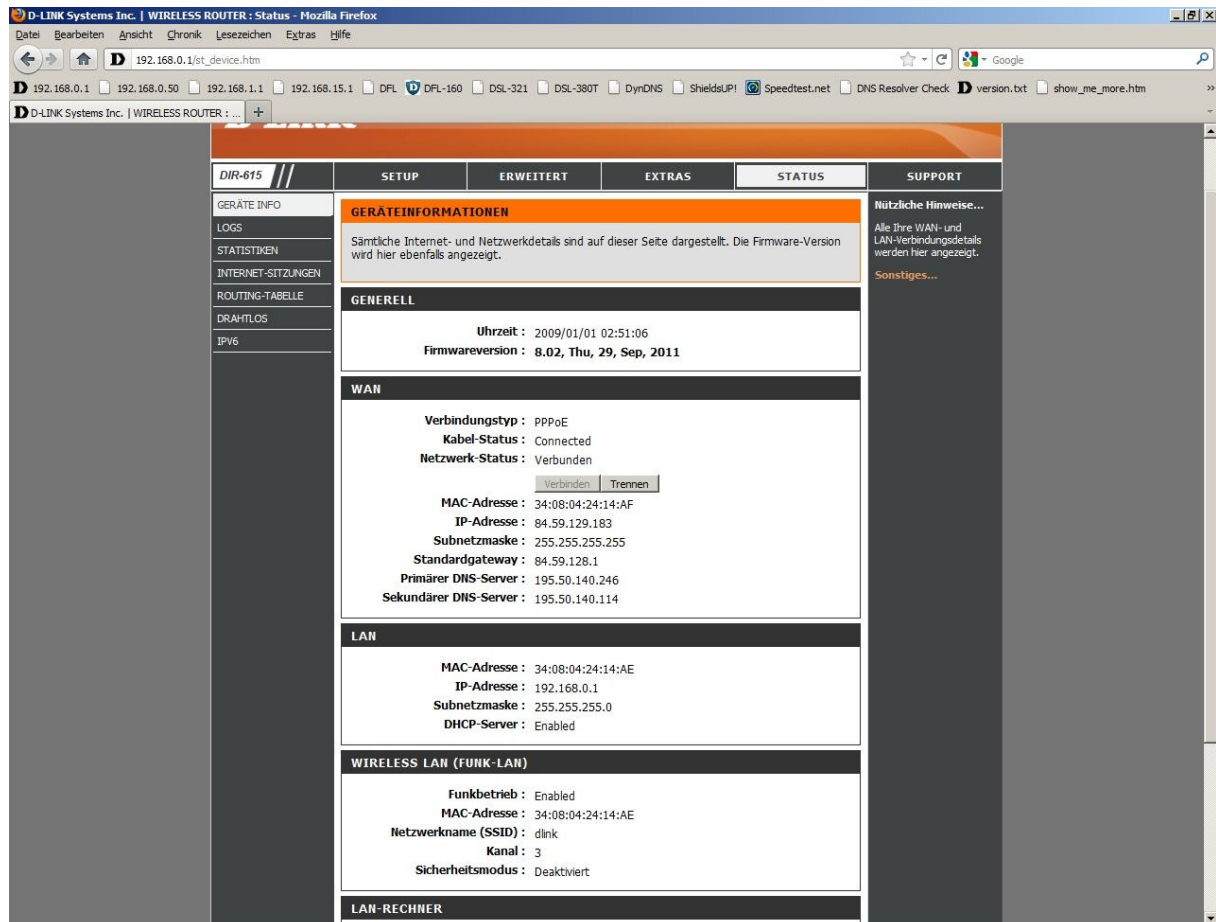 D-LINK Systems Inc. | WIRELESS ROUTER : Status - Mozilla Firefox
Datei Bearbeiten Ansicht Chronik Lesezeichen Extras Hilfe
192.168.0.1/st_device.htm Google
192.168.0.1 192.168.0.50 192.168.1.1 192.168.15.1 DFL DFL-160 DSL-321 DSL-380T DynDNS ShieldsUP! Speedtest.net DNS Resolver Check version.txt show_me_more.htm »
D-LINK Systems Inc. | WIRELESS ROUTER : ... +
DIR-615 // SETUP ERWEITERT EXTRAS STATUS SUPPORT
GERÄTE INFO
LOGS
STATISTIKEN
INTERNET-SITZUNGEN
ROUTING-TABELLE
DRAHTLOS
IPV6
GERÄTEINFORMATIONEN
Sämtliche Internet- und Netzwerkdetails sind auf dieser Seite dargestellt. Die Firmware-Version
wird hier ebenfalls angezeigt.
GENERELL
Uhrzeit : 2009/01/01 02:51:06
Firmwareversion : 8.02, Thu, 29, Sep, 2011
WAN
Verbindungstyp : PPPoE
Kabel-Status : Connected
Netzwerk-Status : Verbunden
Verbinden Trennen
MAC-Adresse : 34:08:04:24:14:AF
IP-Adresse : 84.59.129.183
Subnetzmaske : 255.255.255.255
Standardgateway : 84.59.128.1
Primärer DNS-Server : 195.50.140.246
Sekundärer DNS-Server : 195.50.140.114
LAN
MAC-Adresse : 34:08:04:24:14:AE
IP-Adresse : 192.168.0.1
Subnetzmaske : 255.255.255.0
DHCP-Server : Enabled
WIRELESS LAN (FUNK-LAN)
Funkbetrieb : Enabled
MAC-Adresse : 34:08:04:24:14:AE
Netzwerkname (SSID) : dlink
Kanal : 3
Sicherheitsmodus : Deaktiviert
LAN-RECHNER
Nützliche Hinweise...
Alle Ihre WAN- und
LAN-Verbindungsdetails
werden hier angezeigt.
Sonstiges...